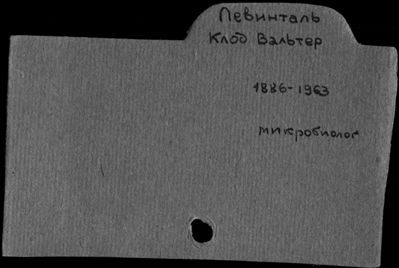 Левинталь
Клод Вальтер
1886-1963
микробиолог